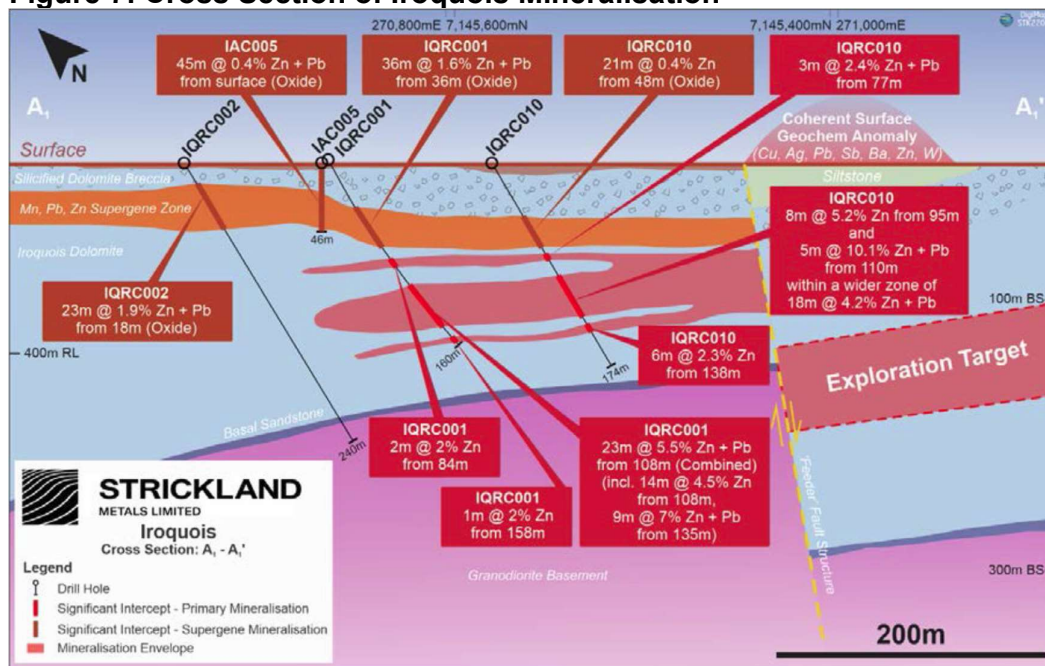 Figure 7: Cross Section of Iroquois Mineralisation
270,800mE 7,145,600mN
7,145,400mN 271,000mE
N
A₁
A₁'
IAC005
45m @ 0.4% Zn + Pb
from surface (Oxide)
IQRC001
36m @ 1.6% Zn + Pb
from 36m (Oxide)
IQRC010
21m @ 0.4% Zn
from 48m (Oxide)
IQRC010
3m @ 2.4% Zn + Pb
from 77m
IQRC002
IAC005
IQRC001
IQRC010
Coherent Surface
Geochem Anomaly
(Cu, Ag, Pb, Sb, Ba, Zn, W)
Surface
Silicified Dolomite Breccia
Siltstone
Mn, Pb, Zn Supergene Zone
46m
Iroquois Dolomite
IQRC010
8m @ 5.2% Zn from 95m
and
5m @ 10.1% Zn + Pb
from 110m
within a wider zone of
18m @ 4.2% Zn + Pb
IQRC002
23m @ 1.9% Zn + Pb
from 18m (Oxide)
100m BS
400m RL
160m
174m
IQRC010
6m @ 2.3% Zn
from 138m
Exploration Target
Basal Sandstone
240m
IQRC001
2m @ 2% Zn
from 84m
IQRC001
23m @ 5.5% Zn + Pb
from 108m (Combined)
(incl. 14m @ 4.5% Zn
from 108m,
9m @ 7% Zn + Pb
from 135m)
IQRC001
1m @ 2% Zn
from 158m
'Feeder' Fault Structure
Granodiorite Basement
300m BS
STRICKLAND
METALS LIMITED
Iroquois
Cross Section: A₁ - A₁'
Legend
Drill Hole
Significant Intercept - Primary Mineralisation
Significant Intercept - Supergene Mineralisation
Mineralisation Envelope
200m